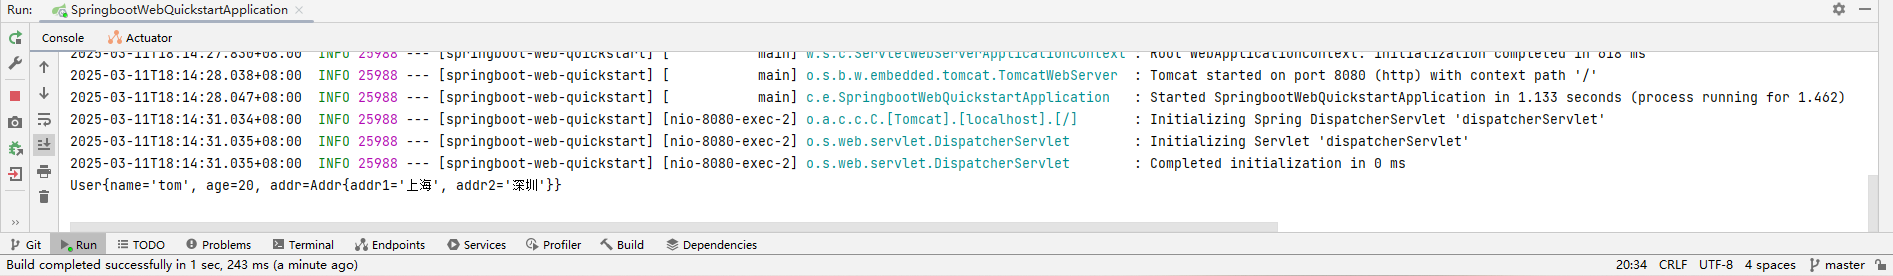 Run: SpringbootWebQuickstartApplication
Console Actuator
2025-03-11T18:14:27.830+08:00  INFO 25988 --- [springboot-web-quickstart] [           main] w.s.c.ServletWebServerApplicationContext : Root WebApplicationContext: initialization completed in 618 ms
2025-03-11T18:14:28.038+08:00  INFO 25988 --- [springboot-web-quickstart] [           main] o.s.b.w.embedded.tomcat.TomcatWebServer  : Tomcat started on port 8080 (http) with context path '/'
2025-03-11T18:14:28.047+08:00  INFO 25988 --- [springboot-web-quickstart] [           main] c.e.SpringbootWebQuickstartApplication   : Started SpringbootWebQuickstartApplication in 1.133 seconds (process running for 1.462)
2025-03-11T18:14:31.034+08:00  INFO 25988 --- [springboot-web-quickstart] [nio-8080-exec-2] o.a.c.c.C.[Tomcat].[localhost].[/]       : Initializing Spring DispatcherServlet 'dispatcherServlet'
2025-03-11T18:14:31.035+08:00  INFO 25988 --- [springboot-web-quickstart] [nio-8080-exec-2] o.s.web.servlet.DispatcherServlet        : Initializing Servlet 'dispatcherServlet'
2025-03-11T18:14:31.035+08:00  INFO 25988 --- [springboot-web-quickstart] [nio-8080-exec-2] o.s.web.servlet.DispatcherServlet        : Completed initialization in 0 ms
User{name='tom', age=20, addr=Addr{addr1='上海', addr2='深圳'}}
Git Run TODO Problems Terminal Endpoints Services Profiler Build Dependencies
Build completed successfully in 1 sec, 243 ms (a minute ago) 20:34 CRLF UTF-8 4 spaces master